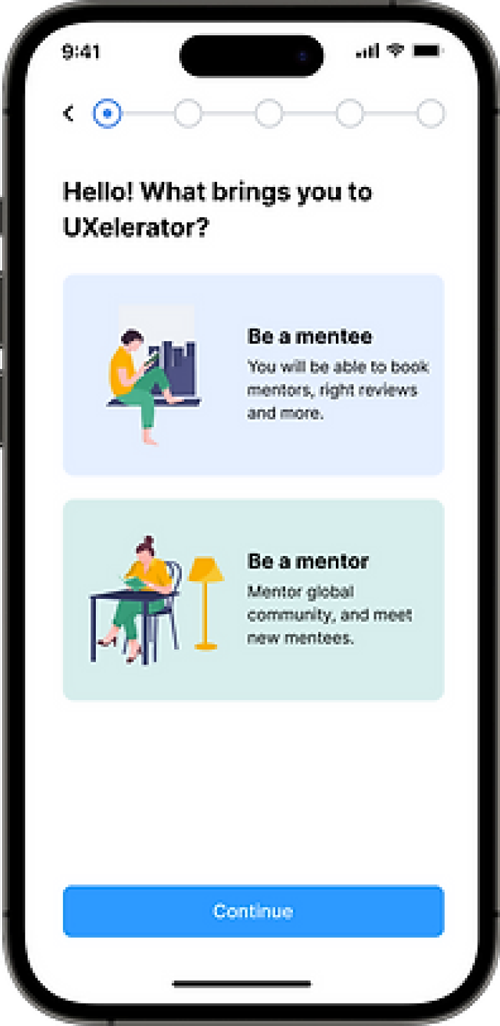 9:41
Hello! What brings you to
UXelerator?
Be a mentee
You will be able to book
mentors, right reviews
and more.
Be a mentor
Mentor global
community, and meet
new mentees.
Continue